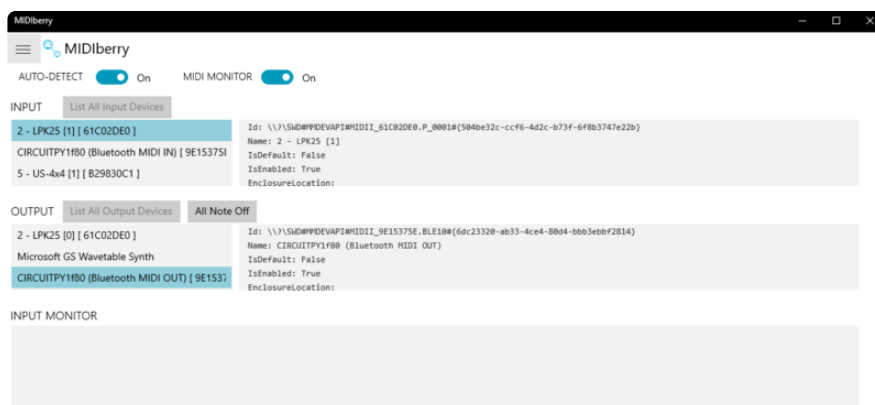 MIDIberry
MIDIberry
AUTO-DETECT On MIDI MONITOR On
INPUT List All Input Devices
2 - LPK25 [1] [ 61C02DE0 ]
CIRCUITPY1f80 (Bluetooth MIDI IN) [ 9E15375I
5 - US-4x4 [1] [ B29830C1 ]
Id: \\?\SWD#MMDEVAPI#MIDII_61C02DE0.P_0001#{504be32c-ccf6-4d2c-b73f-6f8b3747e22b}
Name: 2 - LPK25 [1]
IsDefault: False
IsEnabled: True
EnclosureLocation:
OUTPUT List All Output Devices All Note Off
2 - LPK25 [0] [ 61C02DE0 ]
Microsoft GS Wavetable Synth
CIRCUITPY1f80 (Bluetooth MIDI OUT) [ 9E1537
Id: \\?\SWD#MMDEVAPI#MIDII_9E15375E.BLE10#{6dc23320-ab33-4ce4-80d4-bbb3ebbf2814}
Name: CIRCUITPY1f80 (Bluetooth MIDI OUT)
IsDefault: False
IsEnabled: True
EnclosureLocation:
INPUT MONITOR